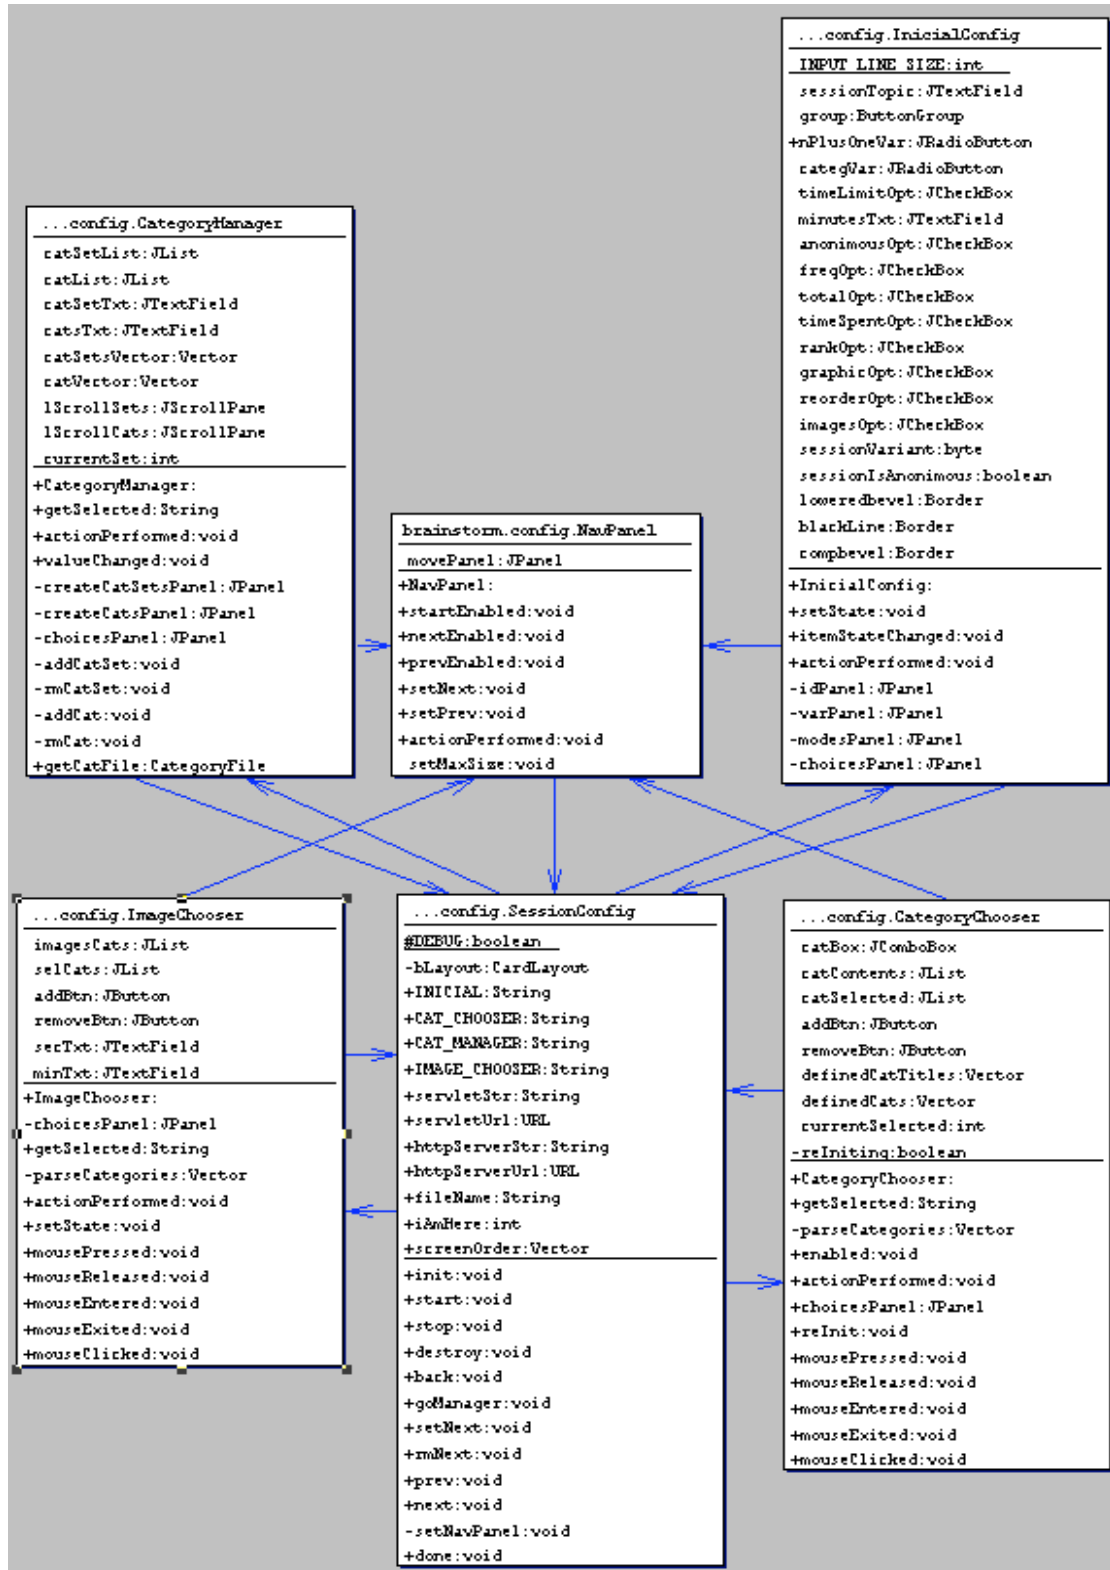 ...config.InicialConfig
INPUT_LINE_SIZE:int
sessionTopic:JTextField
group:ButtonGroup
+nPlusOneVar:JRadioButton
categVar:JRadioButton
timeLimitOpt:JCheckBox
minutesTxt:JTextField
anonimousOpt:JCheckBox
freqOpt:JCheckBox
totalOpt:JCheckBox
timeSpentOpt:JCheckBox
rankOpt:JCheckBox
graphicOpt:JCheckBox
reorderOpt:JCheckBox
imagesOpt:JCheckBox
sessionVariant:byte
sessionIsAnonimous:boolean
loweredbevel:Border
blackLine:Border
compbevel:Border
+InicialConfig:
+setState:void
+itemStateChanged:void
+actionPerformed:void
-idPanel:JPanel
-varPanel:JPanel
-modesPanel:JPanel
-choicesPanel:JPanel
...config.CategoryManager
catSetList:JList
catList:JList
catSetTxt:JTextField
catsTxt:JTextField
catSetsVector:Vector
catVector:Vector
lScrollSets:JScrollPane
lScrollCats:JScrollPane
currentSet:int
+CategoryManager:
+getSelected:String
+actionPerformed:void
+valueChanged:void
-createCatSetsPanel:JPanel
-createCatsPanel:JPanel
-choicesPanel:JPanel
-addCatSet:void
-rmCatSet:void
-addCat:void
-rmCat:void
+getCatFile:CategoryFile
brainstorm.config.NavPanel
movePanel:JPanel
+NavPanel:
+startEnabled:void
+nextEnabled:void
+prevEnabled:void
+setNext:void
+setPrev:void
+actionPerformed:void
setMaxSize:void
...config.ImageChooser
imagesCats:JList
selCats:JList
addBtn:JButton
removeBtn:JButton
secTxt:JTextField
minTxt:JTextField
+ImageChooser:
-choicesPanel:JPanel
+getSelected:String
-parseCategories:Vector
+actionPerformed:void
+setState:void
+mousePressed:void
+mouseReleased:void
+mouseEntered:void
+mouseExited:void
+mouseClicked:void
...config.SessionConfig
#DEBUG:boolean
-bLayout:CardLayout
+INICIAL:String
+CAT_CHOOSER:String
+CAT_MANAGER:String
+IMAGE_CHOOSER:String
+servletStr:String
+servletUrl:URL
+httpServerStr:String
+httpServerUrl:URL
+fileName:String
+iAmHere:int
+screenOrder:Vector
+init:void
+start:void
+stop:void
+destroy:void
+back:void
+goManager:void
+setNext:void
+rmNext:void
+prev:void
+next:void
-setNavPanel:void
+done:void
...config.CategoryChooser
catBox:JComboBox
catContents:JList
catSelected:JList
addBtn:JButton
removeBtn:JButton
definedCatTitles:Vector
definedCats:Vector
currentSelected:int
-reIniting:boolean
+CategoryChooser:
+getSelected:String
-parseCategories:Vector
+enabled:void
+actionPerformed:void
+choicesPanel:JPanel
+reInit:void
+mousePressed:void
+mouseReleased:void
+mouseEntered:void
+mouseExited:void
+mouseClicked:void